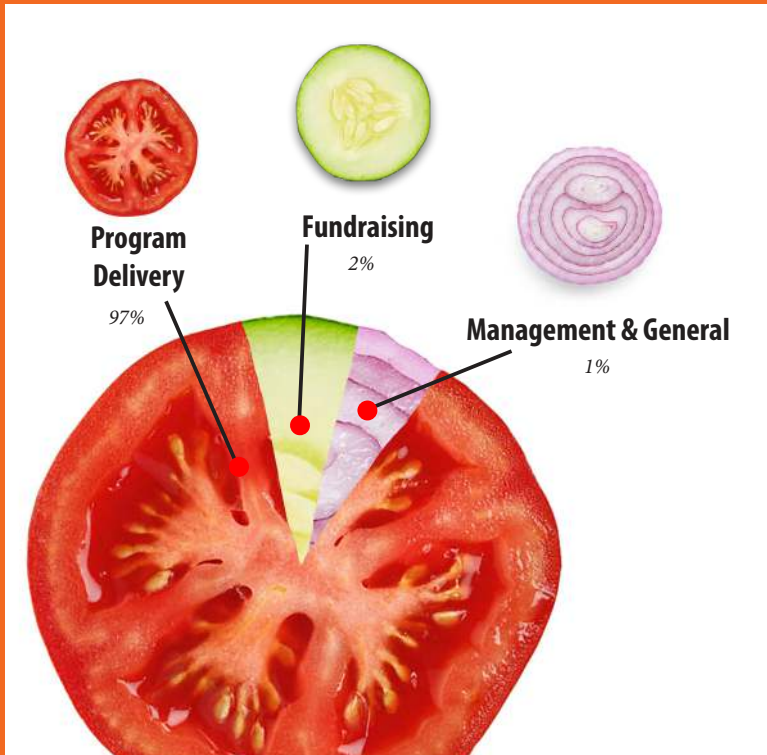 Program
Delivery
97%
Fundraising
2%
Management & General
1%